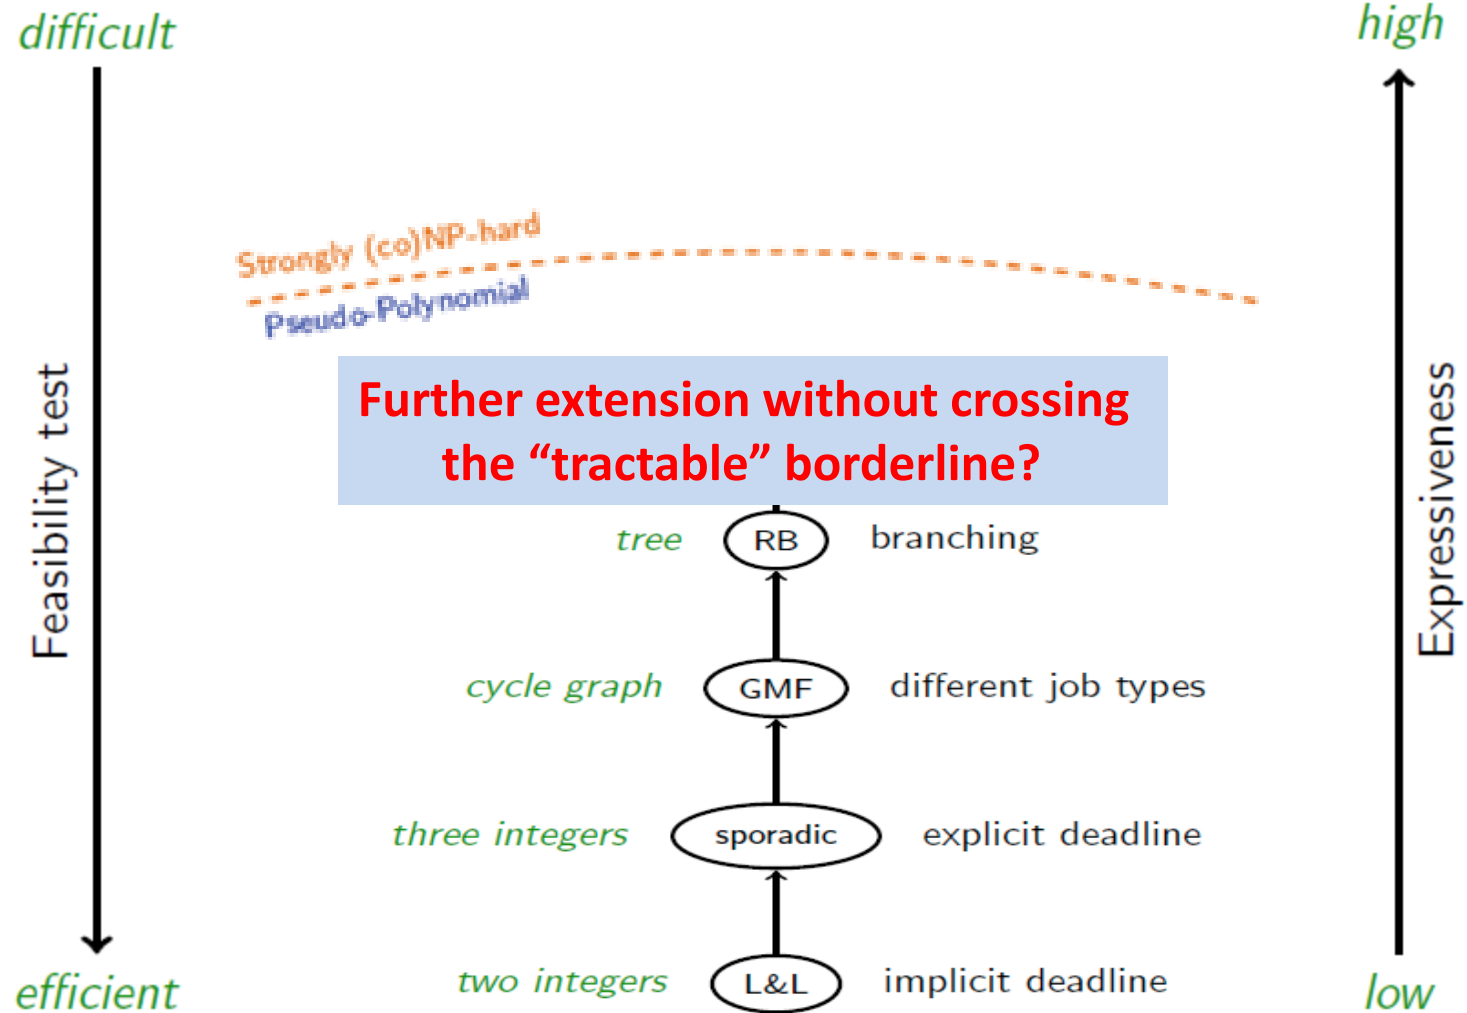 difficult
high
Strongly (co)NP-hard
Pseudo-Polynomial
Feasibility test
Expressiveness
Further extension without crossing
the “tractable” borderline?
tree RB branching
cycle graph GMF different job types
three integers sporadic explicit deadline
two integers L&L implicit deadline
efficient
low